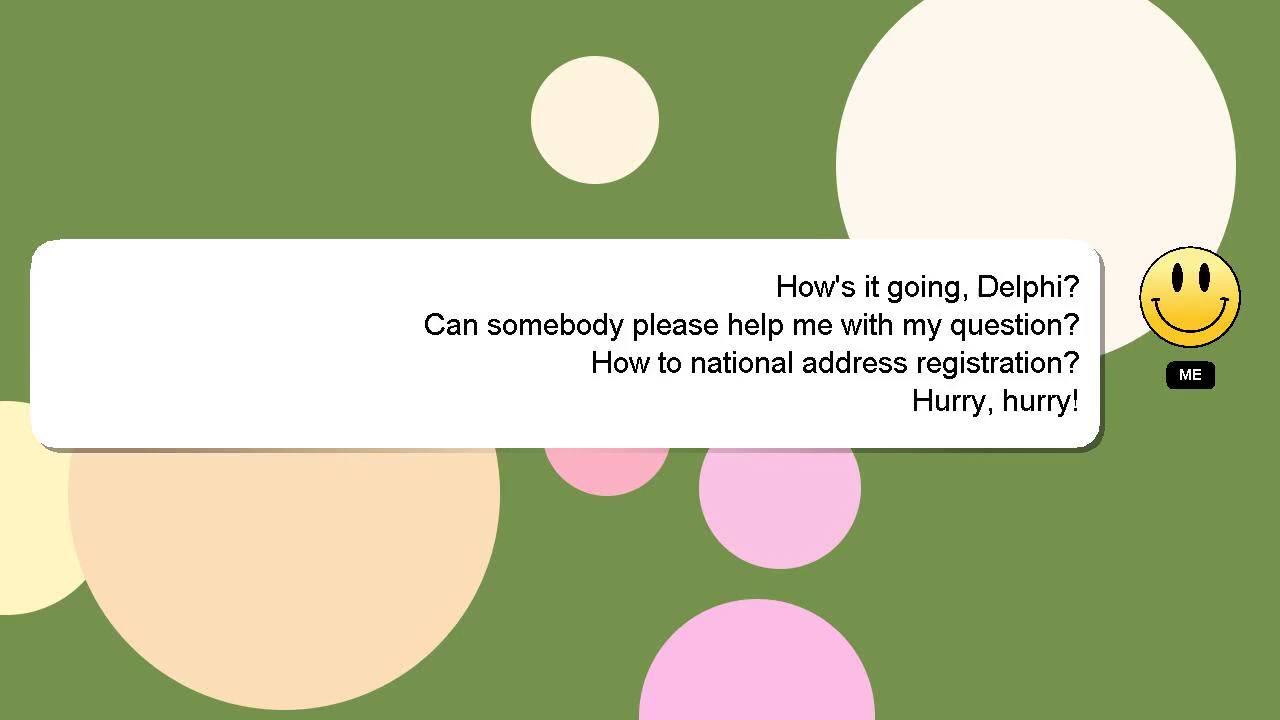 How's it going, Delphi?
Can somebody please help me with my question?
How to national address registration?
Hurry, hurry!
ME